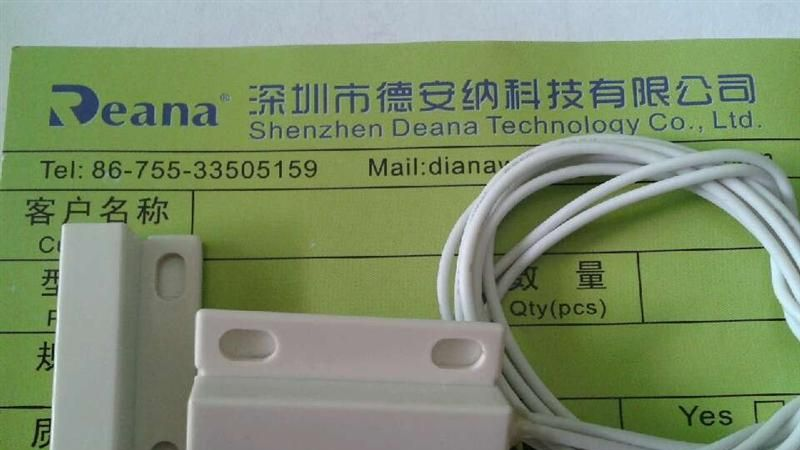 Deana® 深圳市德安纳科技有限公司
Shenzhen Deana Technology Co., Ltd.
Tel: 86-755-33505159 Mail:
客户名称
数量
Qty(pcs)
Yes